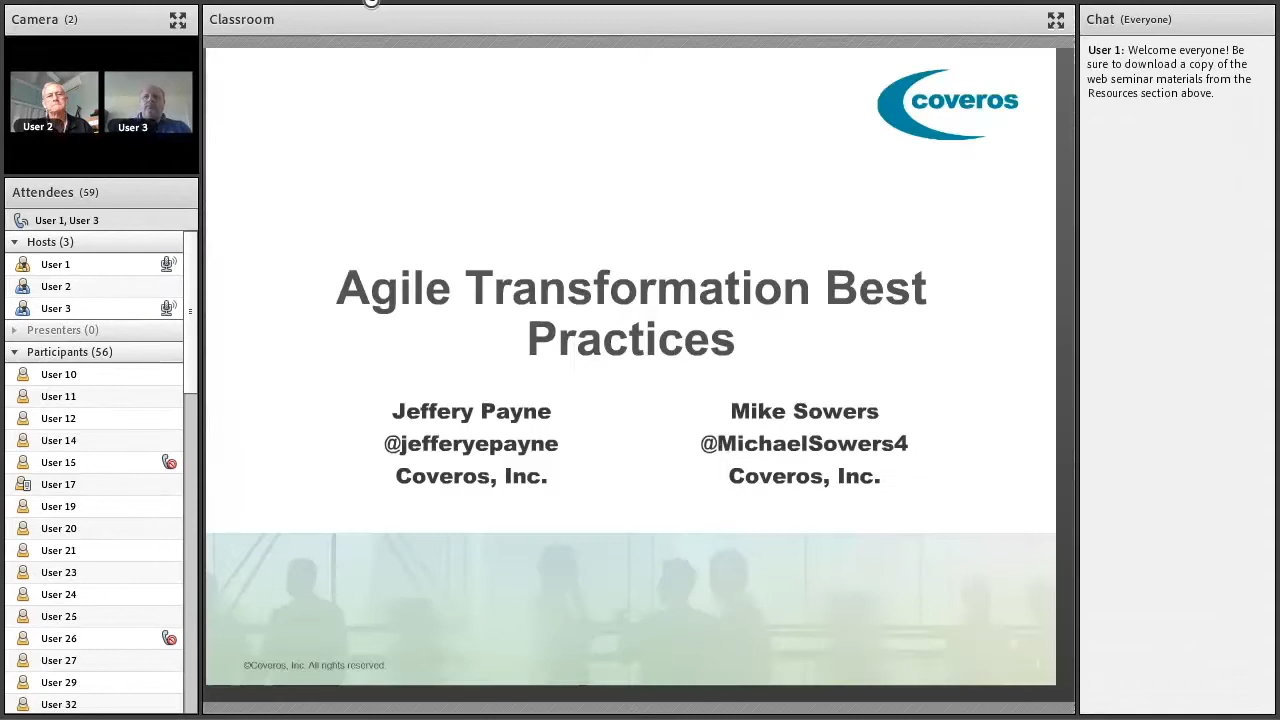 Camera (2)
User 2
User 3
Attendees (59)
User 1, User 3
Hosts (3)
User 1
User 2
User 3
Presenters (0)
Participants (56)
User 10
User 11
User 12
User 14
User 15
User 17
User 19
User 20
User 21
User 23
User 24
User 25
User 26
User 27
User 29
User 32
Classroom
coveros
Agile Transformation Best
Practices
Jeffery Payne
@jefferyepayne
Coveros, Inc.
Mike Sowers
@MichaelSowers4
Coveros, Inc.
©Coveros, Inc. All rights reserved.
Chat (Everyone)
User 1: Welcome everyone! Be
sure to download a copy of the
web seminar materials from the
Resources section above.